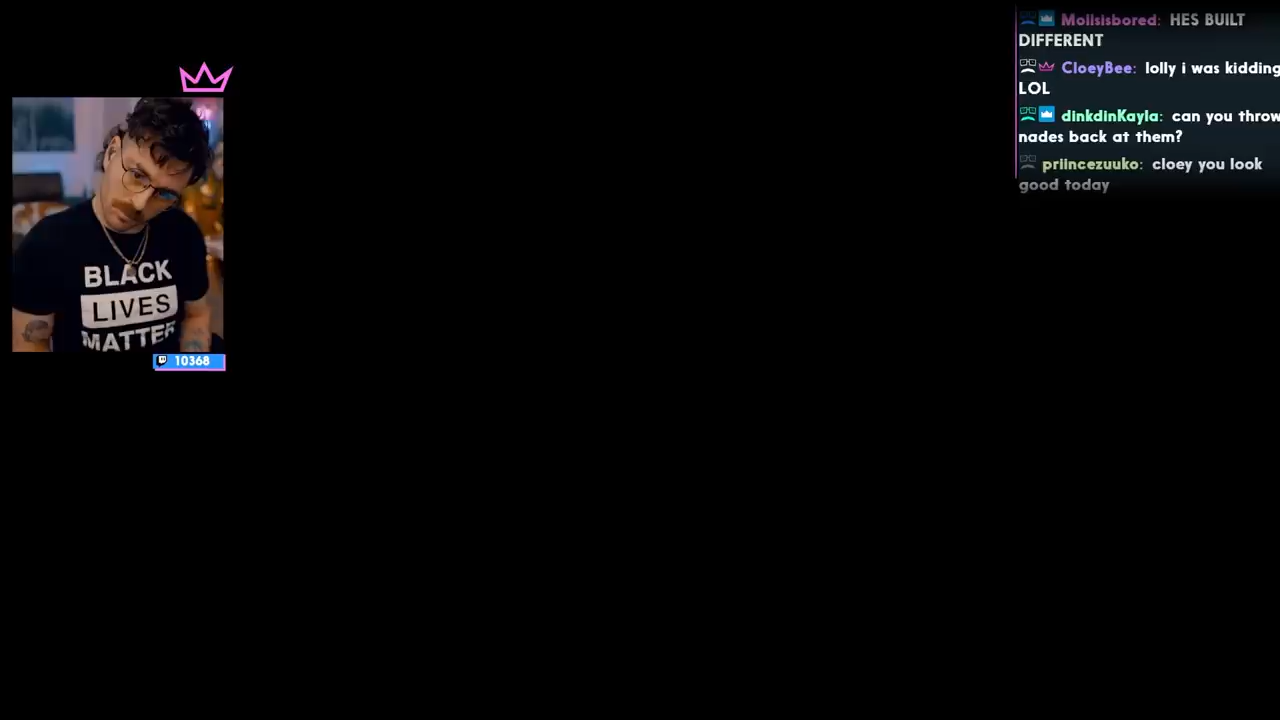 Mollsisbored: HES BUILT
DIFFERENT
CloeyBee: lolly i was kidding
LOL
dinkdinKayla: can you throw
nades back at them?
priincezuuko: cloey you look
good today
BLACK
LIVES
MATTER
10368